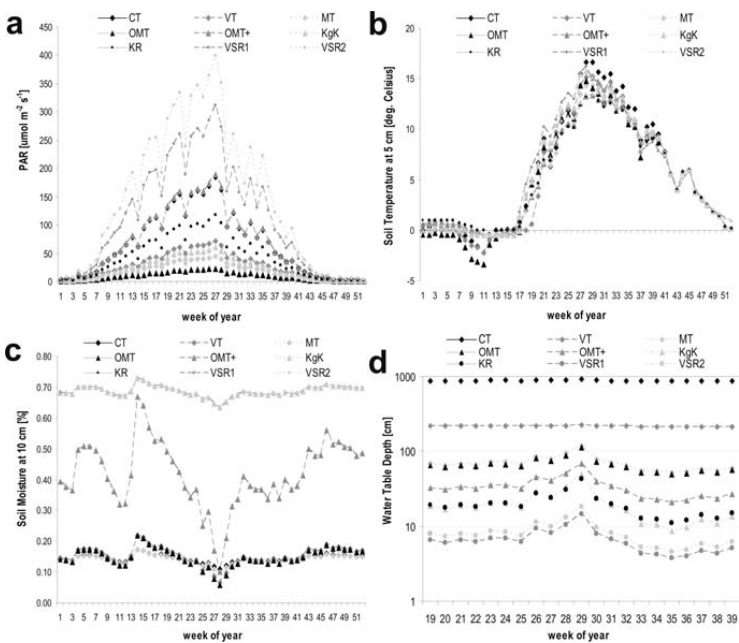 a
CT VT MT
OMT OMT+ KgK
KR VSR1 VSR2
PAR [umol m⁻² s⁻¹]
450
400
350
300
250
200
150
100
50
0
1 3 5 7 9 11 13 15 17 19 21 23 25 27 29 31 33 35 37 39 41 43 45 47 49 51
week of year
b
CT VT MT
OMT OMT+ KgK
KR VSR1 VSR2
Soil Temperature at 5 cm [deg. Celsius]
20
15
10
5
0
-5
1 3 5 7 9 11 13 15 17 19 21 23 25 27 29 31 33 35 37 39 41 43 45 47 49 51
week of year
c
CT VT MT
OMT OMT+ KgK
KR VSR1 VSR2
Soil Moisture at 10 cm [%]
0.80
0.70
0.60
0.50
0.40
0.30
0.20
0.10
0.00
1 3 5 7 9 11 13 15 17 19 21 23 25 27 29 31 33 35 37 39 41 43 45 47 49 51
week of year
d
CT VT MT
OMT OMT+ KgK
KR VSR1 VSR2
Water Table Depth [cm]
1000
100
10
1
19 20 21 22 23 24 25 26 27 28 29 30 31 32 33 34 35 36 37 38 39
week of year